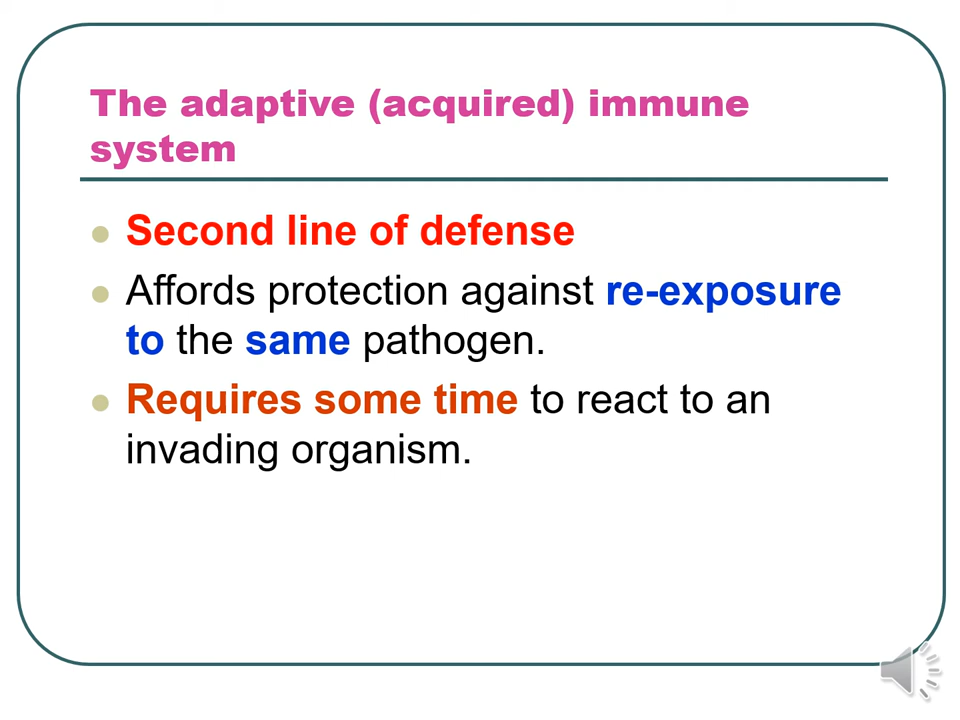 The adaptive (acquired) immune
system
Second line of defense
Affords protection against re-exposure
to the same pathogen.
Requires some time to react to an
invading organism.